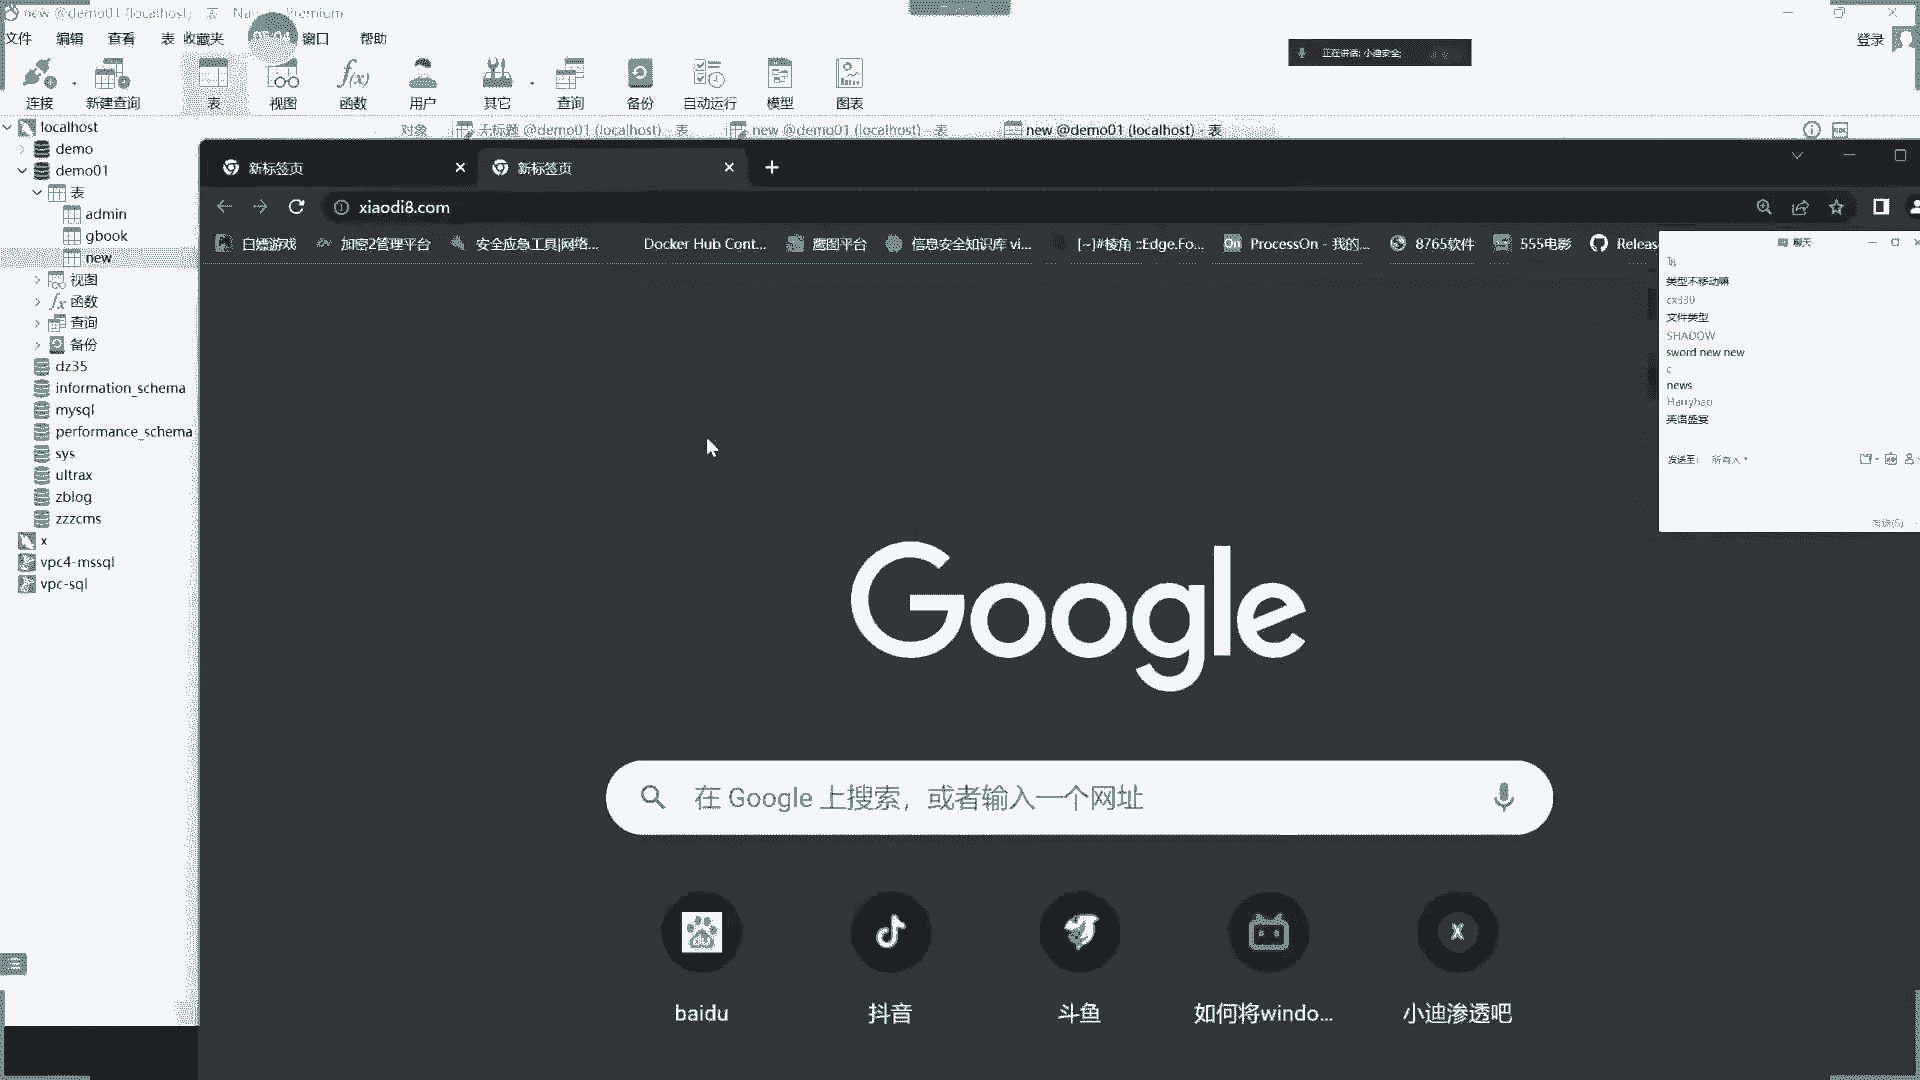 new @demo01 (localhost) - 表 - Premium
文件 编辑 查看 表 收藏夹 窗口 帮助
登录
正在讲话: 小迪安全;
连接 新建查询 表 视图 函数 用户 其它 查询 备份 自动运行 模型 图表
对象 无标题 @demo01 (localhost) - 表 new @demo01 (localhost) - 表 new @demo01 (localhost) - 表
localhost
demo
demo01
表
admin
gbook
new
视图
函数
查询
备份
dz35
information_schema
mysql
performance_schema
sys
ultrax
zblog
zzzcms
x
vpc4-mssql
vpc-sql
新标签页 新标签页
xiaodi8.com
白嫖游戏 加密2管理平台 安全应急工具|网络... Docker Hub Cont... 鹰图平台 信息安全知识库 vi... [~]#棱角 ::Edge.Fo... ProcessOn - 我的... 8765软件 555电影 Releas
聊天
类型不移动嘛
cx330
文件类型
SHADOW
sword new new
c
news
Harrybao
英语盛宴
发送至: 所有人
发送(S)
Google
在 Google 上搜索，或者输入一个网址
baidu 抖音 斗鱼 如何将windo... 小迪渗透吧